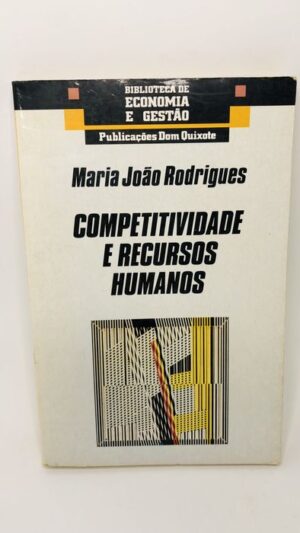 BIBLIOTECA DE
ECONOMIA
E GESTÃO
Publicações Dom Quixote
Maria João Rodrigues
COMPETITIVIDADE
E RECURSOS
HUMANOS